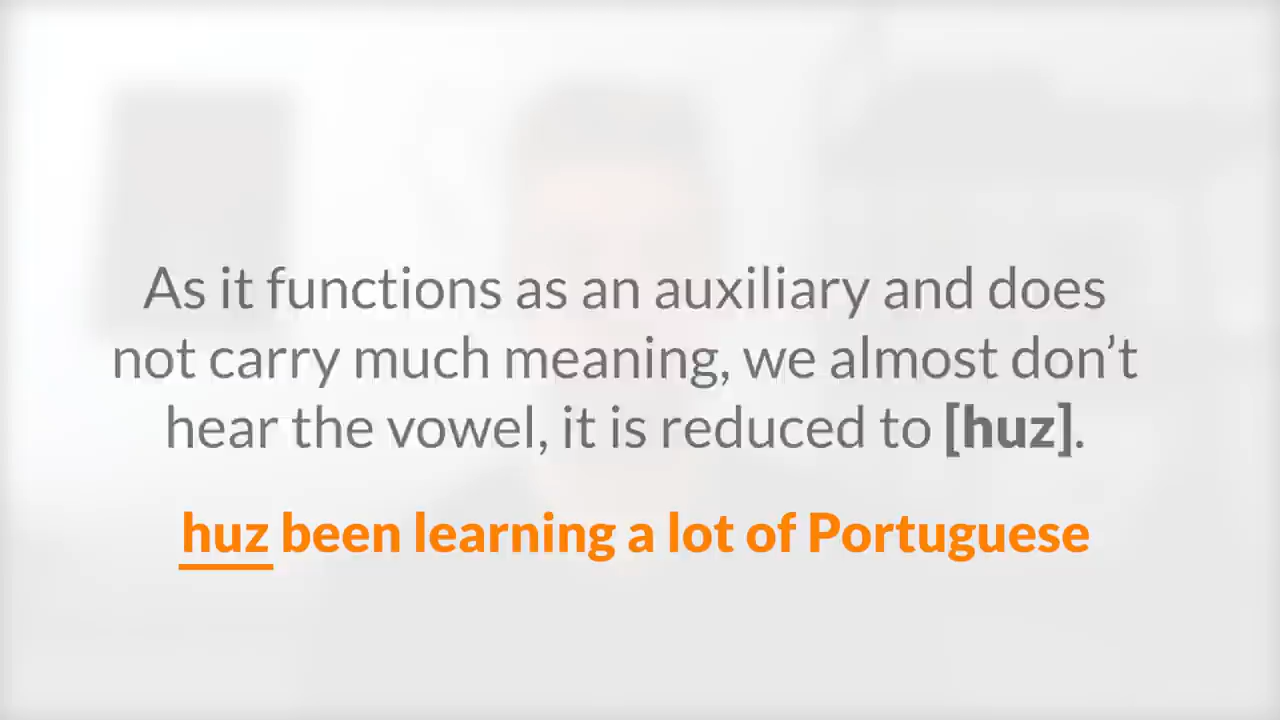 As it functions as an auxiliary and does
not carry much meaning, we almost don’t
hear the vowel, it is reduced to [huz].
huz been learning a lot of Portuguese